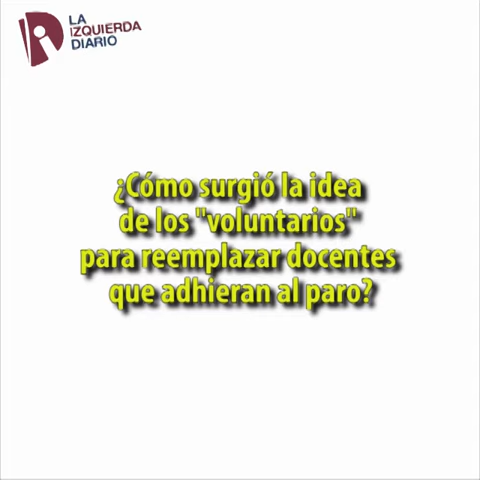 LA
IZQUIERDA
DIARIO
¿Cómo surgió la idea
de los "voluntarios"
para reemplazar docentes
que adhieran al paro?